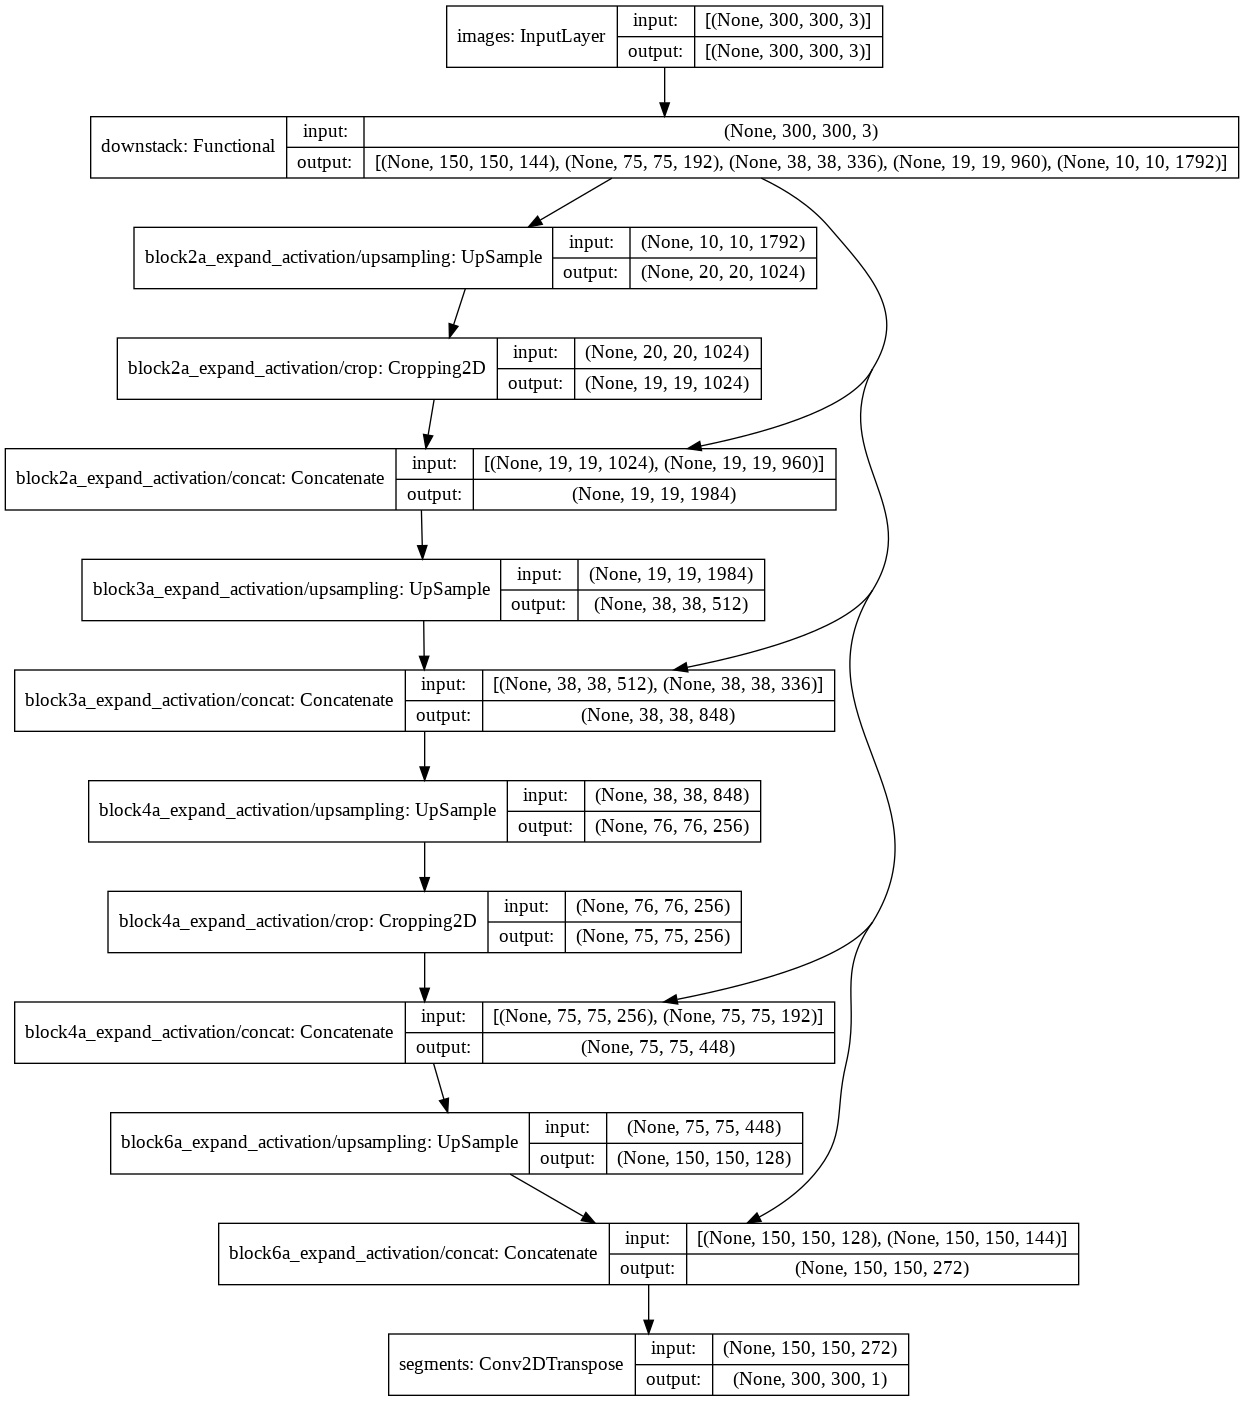 images: InputLayer
input:
[(None, 300, 300, 3)]
output:
[(None, 300, 300, 3)]
downstack: Functional
input:
(None, 300, 300, 3)
output:
[(None, 150, 150, 144), (None, 75, 75, 192), (None, 38, 38, 336), (None, 19, 19, 960), (None, 10, 10, 1792)]
block2a_expand_activation/upsampling: UpSample
input:
(None, 10, 10, 1792)
output:
(None, 20, 20, 1024)
block2a_expand_activation/crop: Cropping2D
input:
(None, 20, 20, 1024)
output:
(None, 19, 19, 1024)
block2a_expand_activation/concat: Concatenate
input:
[(None, 19, 19, 1024), (None, 19, 19, 960)]
output:
(None, 19, 19, 1984)
block3a_expand_activation/upsampling: UpSample
input:
(None, 19, 19, 1984)
output:
(None, 38, 38, 512)
block3a_expand_activation/concat: Concatenate
input:
[(None, 38, 38, 512), (None, 38, 38, 336)]
output:
(None, 38, 38, 848)
block4a_expand_activation/upsampling: UpSample
input:
(None, 38, 38, 848)
output:
(None, 76, 76, 256)
block4a_expand_activation/crop: Cropping2D
input:
(None, 76, 76, 256)
output:
(None, 75, 75, 256)
block4a_expand_activation/concat: Concatenate
input:
[(None, 75, 75, 256), (None, 75, 75, 192)]
output:
(None, 75, 75, 448)
block6a_expand_activation/upsampling: UpSample
input:
(None, 75, 75, 448)
output:
(None, 150, 150, 128)
block6a_expand_activation/concat: Concatenate
input:
[(None, 150, 150, 128), (None, 150, 150, 144)]
output:
(None, 150, 150, 272)
segments: Conv2DTranspose
input:
(None, 150, 150, 272)
output:
(None, 300, 300, 1)